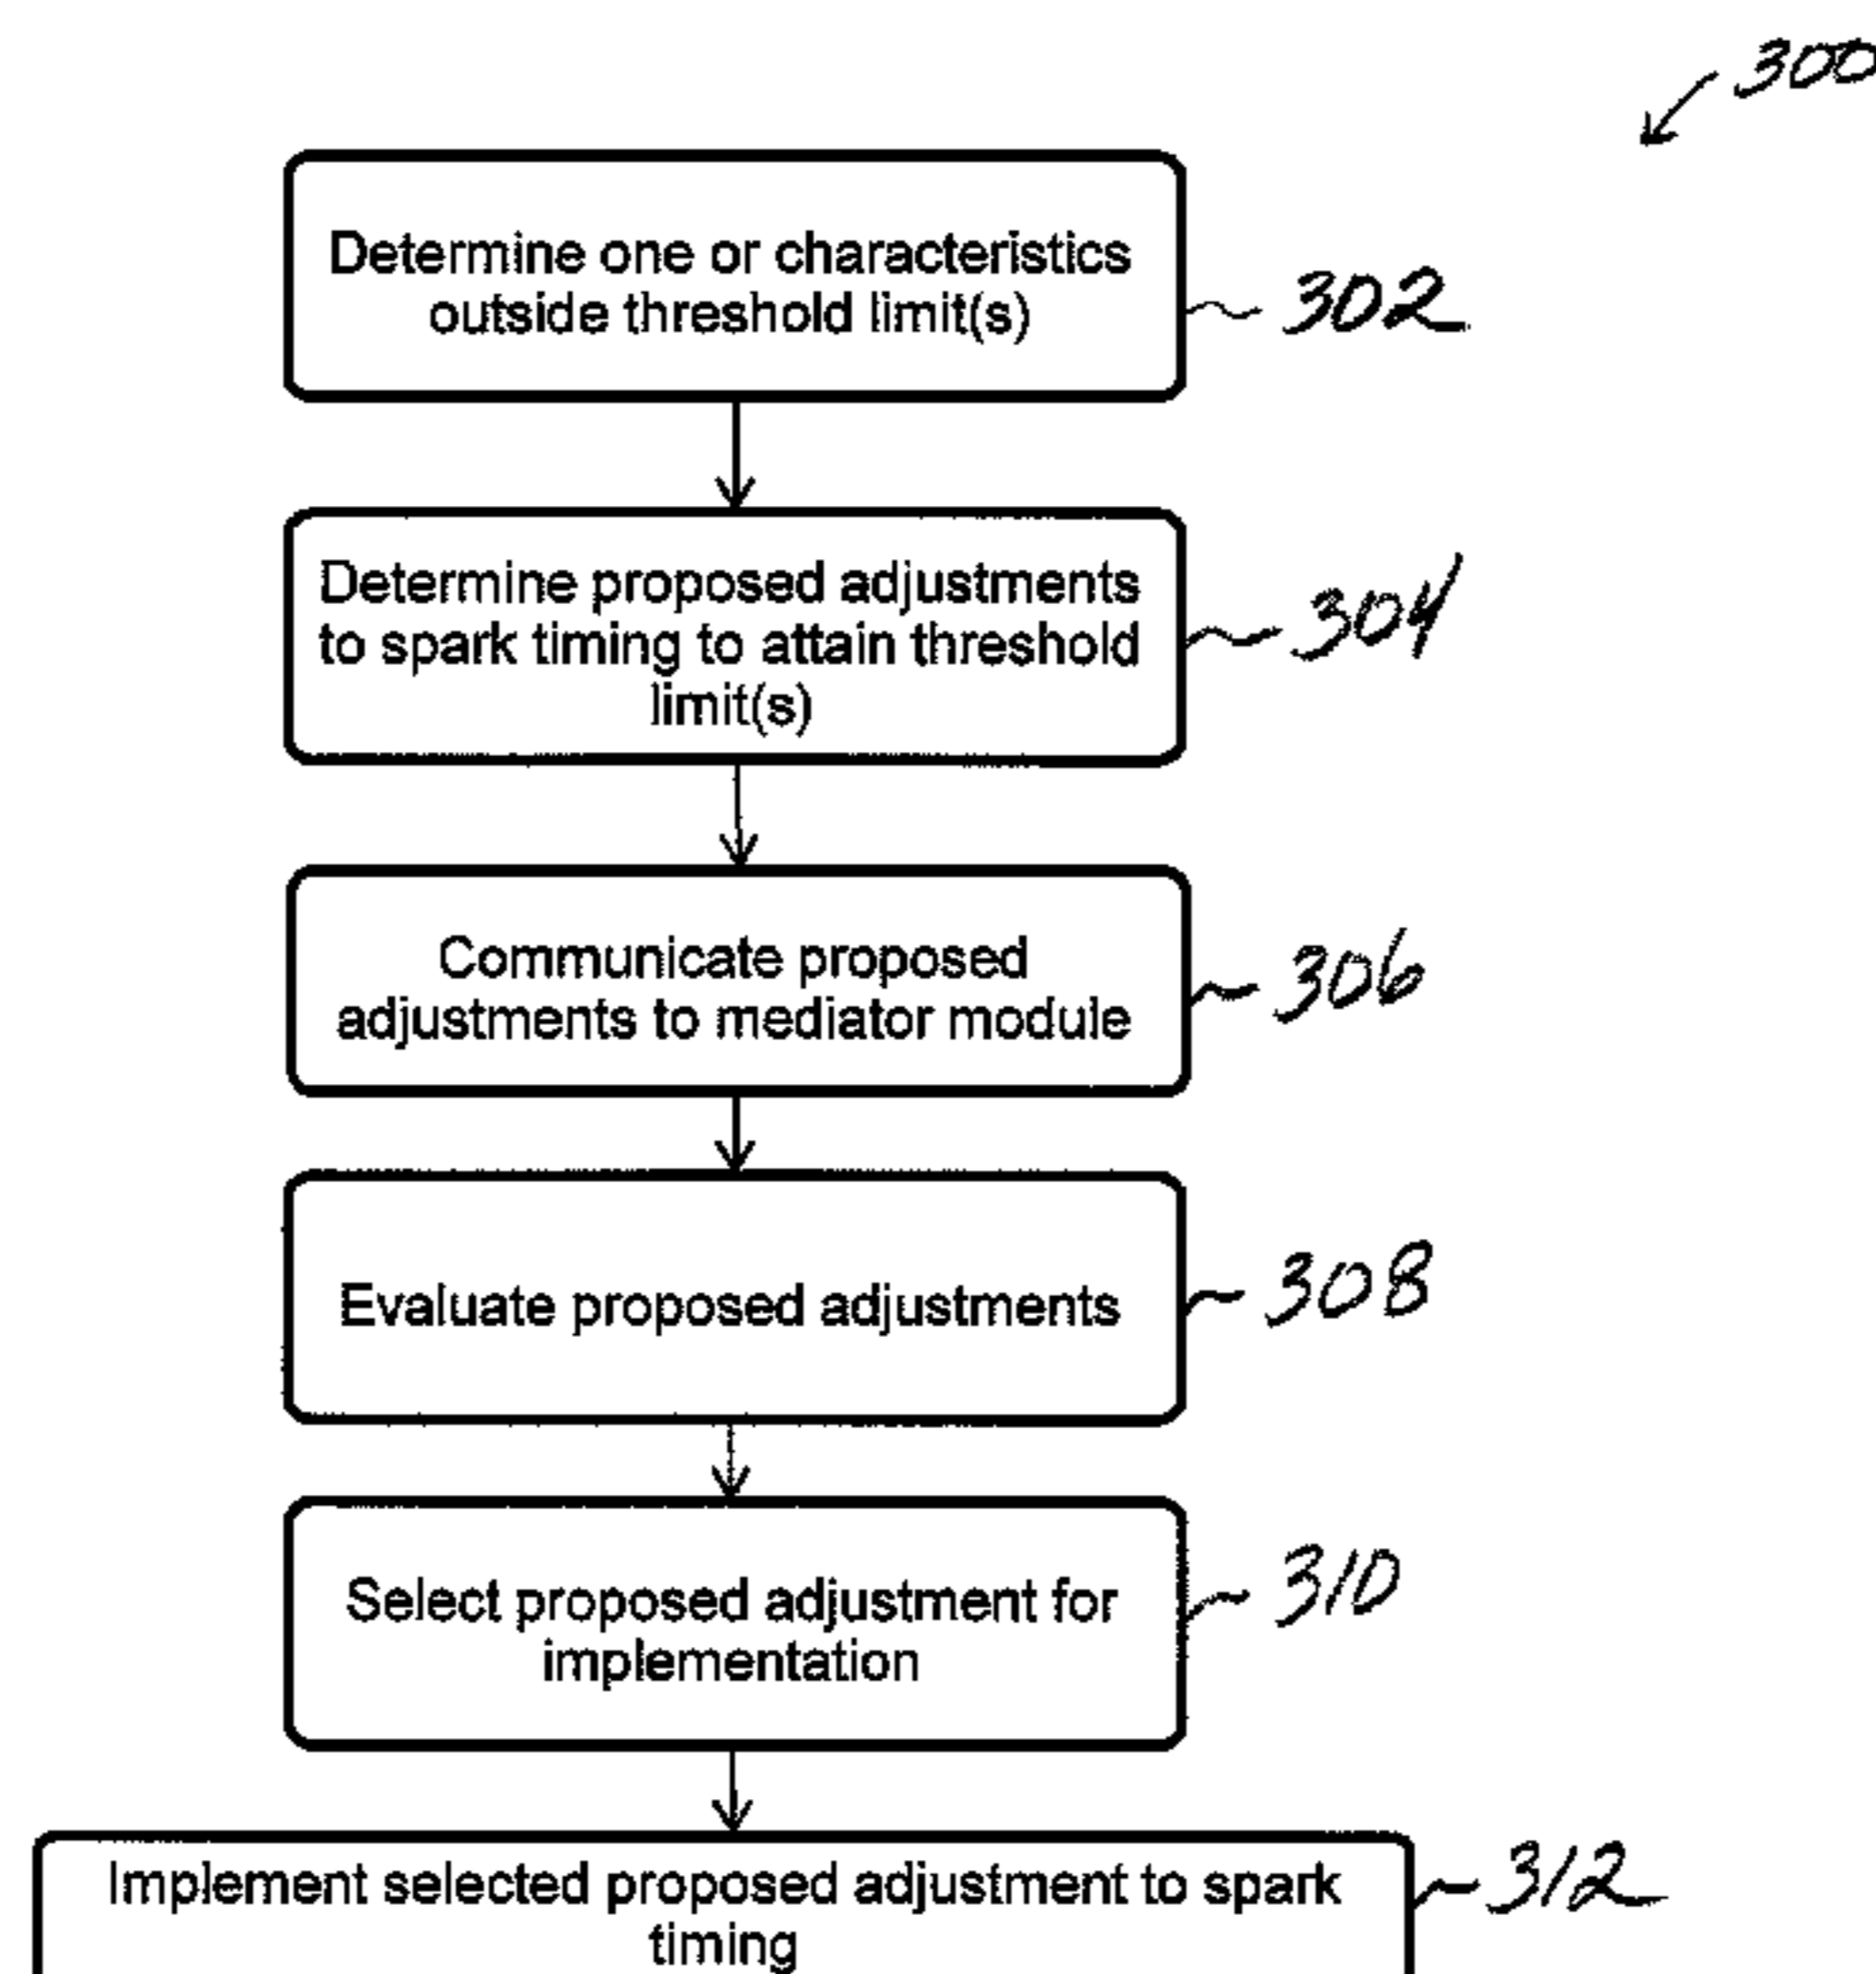 300
Determine one or characteristics
outside threshold limit(s)
302
Determine proposed adjustments
to spark timing to attain threshold
limit(s)
304
Communicate proposed
adjustments to mediator module
306
Evaluate proposed adjustments
308
Select proposed adjustment for
implementation
310
Implement selected proposed adjustment to spark
timing
312